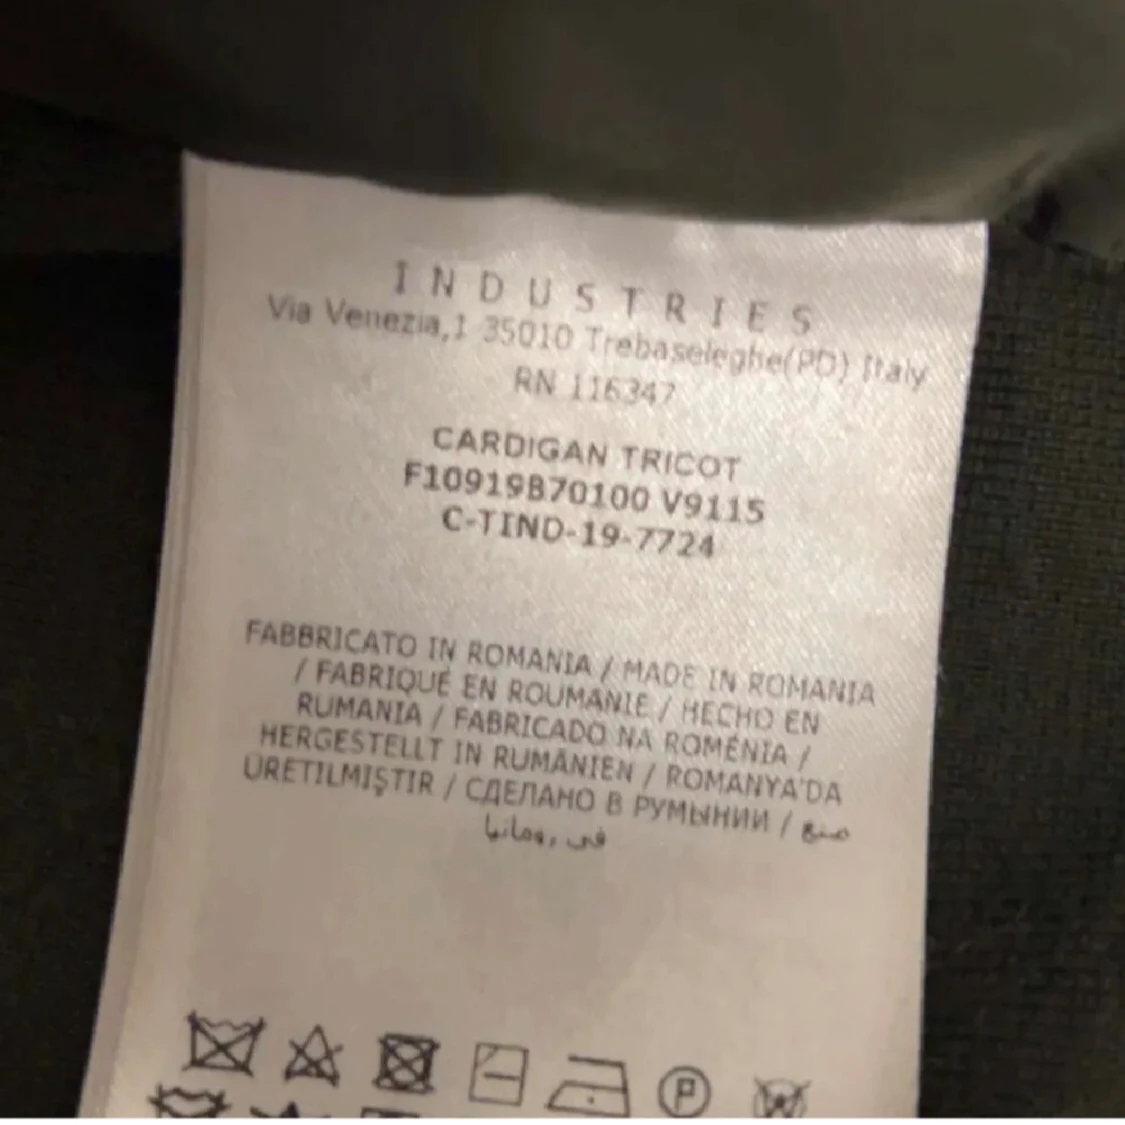 INDUSTRIES
Via Venezia,1 35010 Trebaseleghe(PD) Italy
RN 116347
CARDIGAN TRICOT
F10919B70100 V9115
C-TIND-19-7724
FABBRICATO IN ROMANIA / MADE IN ROMANIA
/ FABRIQUÉ EN ROUMANIE / HECHO EN
RUMANIA / FABRICADO NA ROMÉNIA /
HERGESTELLT IN RUMÄNIEN / ROMANYA'DA
ÜRETILMIŞTIR / СДЕЛАНО В РУМЫНИИ / صنع
في رومانيا
P
W